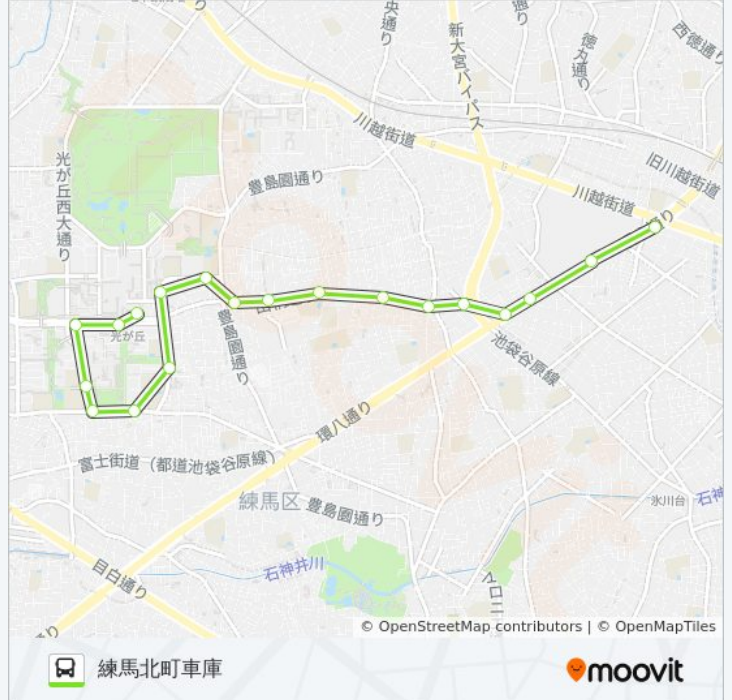 央通り
新大宮バイパス
徳丸通り
西徳通り
川越街道
旧川越街道
光が丘西大通り
豊島園通り
川越街道
光が丘
豊島園通り
池袋谷原線
環八通り
富士街道（都道池袋谷原線）
練馬区
豊島園通り
氷川台
石神
石神井川
目白通り
マロニ
© OpenStreetMap contributors | © OpenMapTiles
練馬北町車庫
moovit